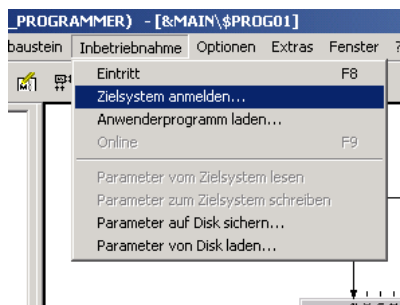 _PROGRAMMER) - [&MAIN\$PROG01]
baustein Inbetriebnahme Optionen Extras Fenster ?
Eintritt F8
Zielsystem anmelden...
Anwenderprogramm laden...
Online F9
Parameter vom Zielsystem lesen
Parameter zum Zielsystem schreiben
Parameter auf Disk sichern...
Parameter von Disk laden...